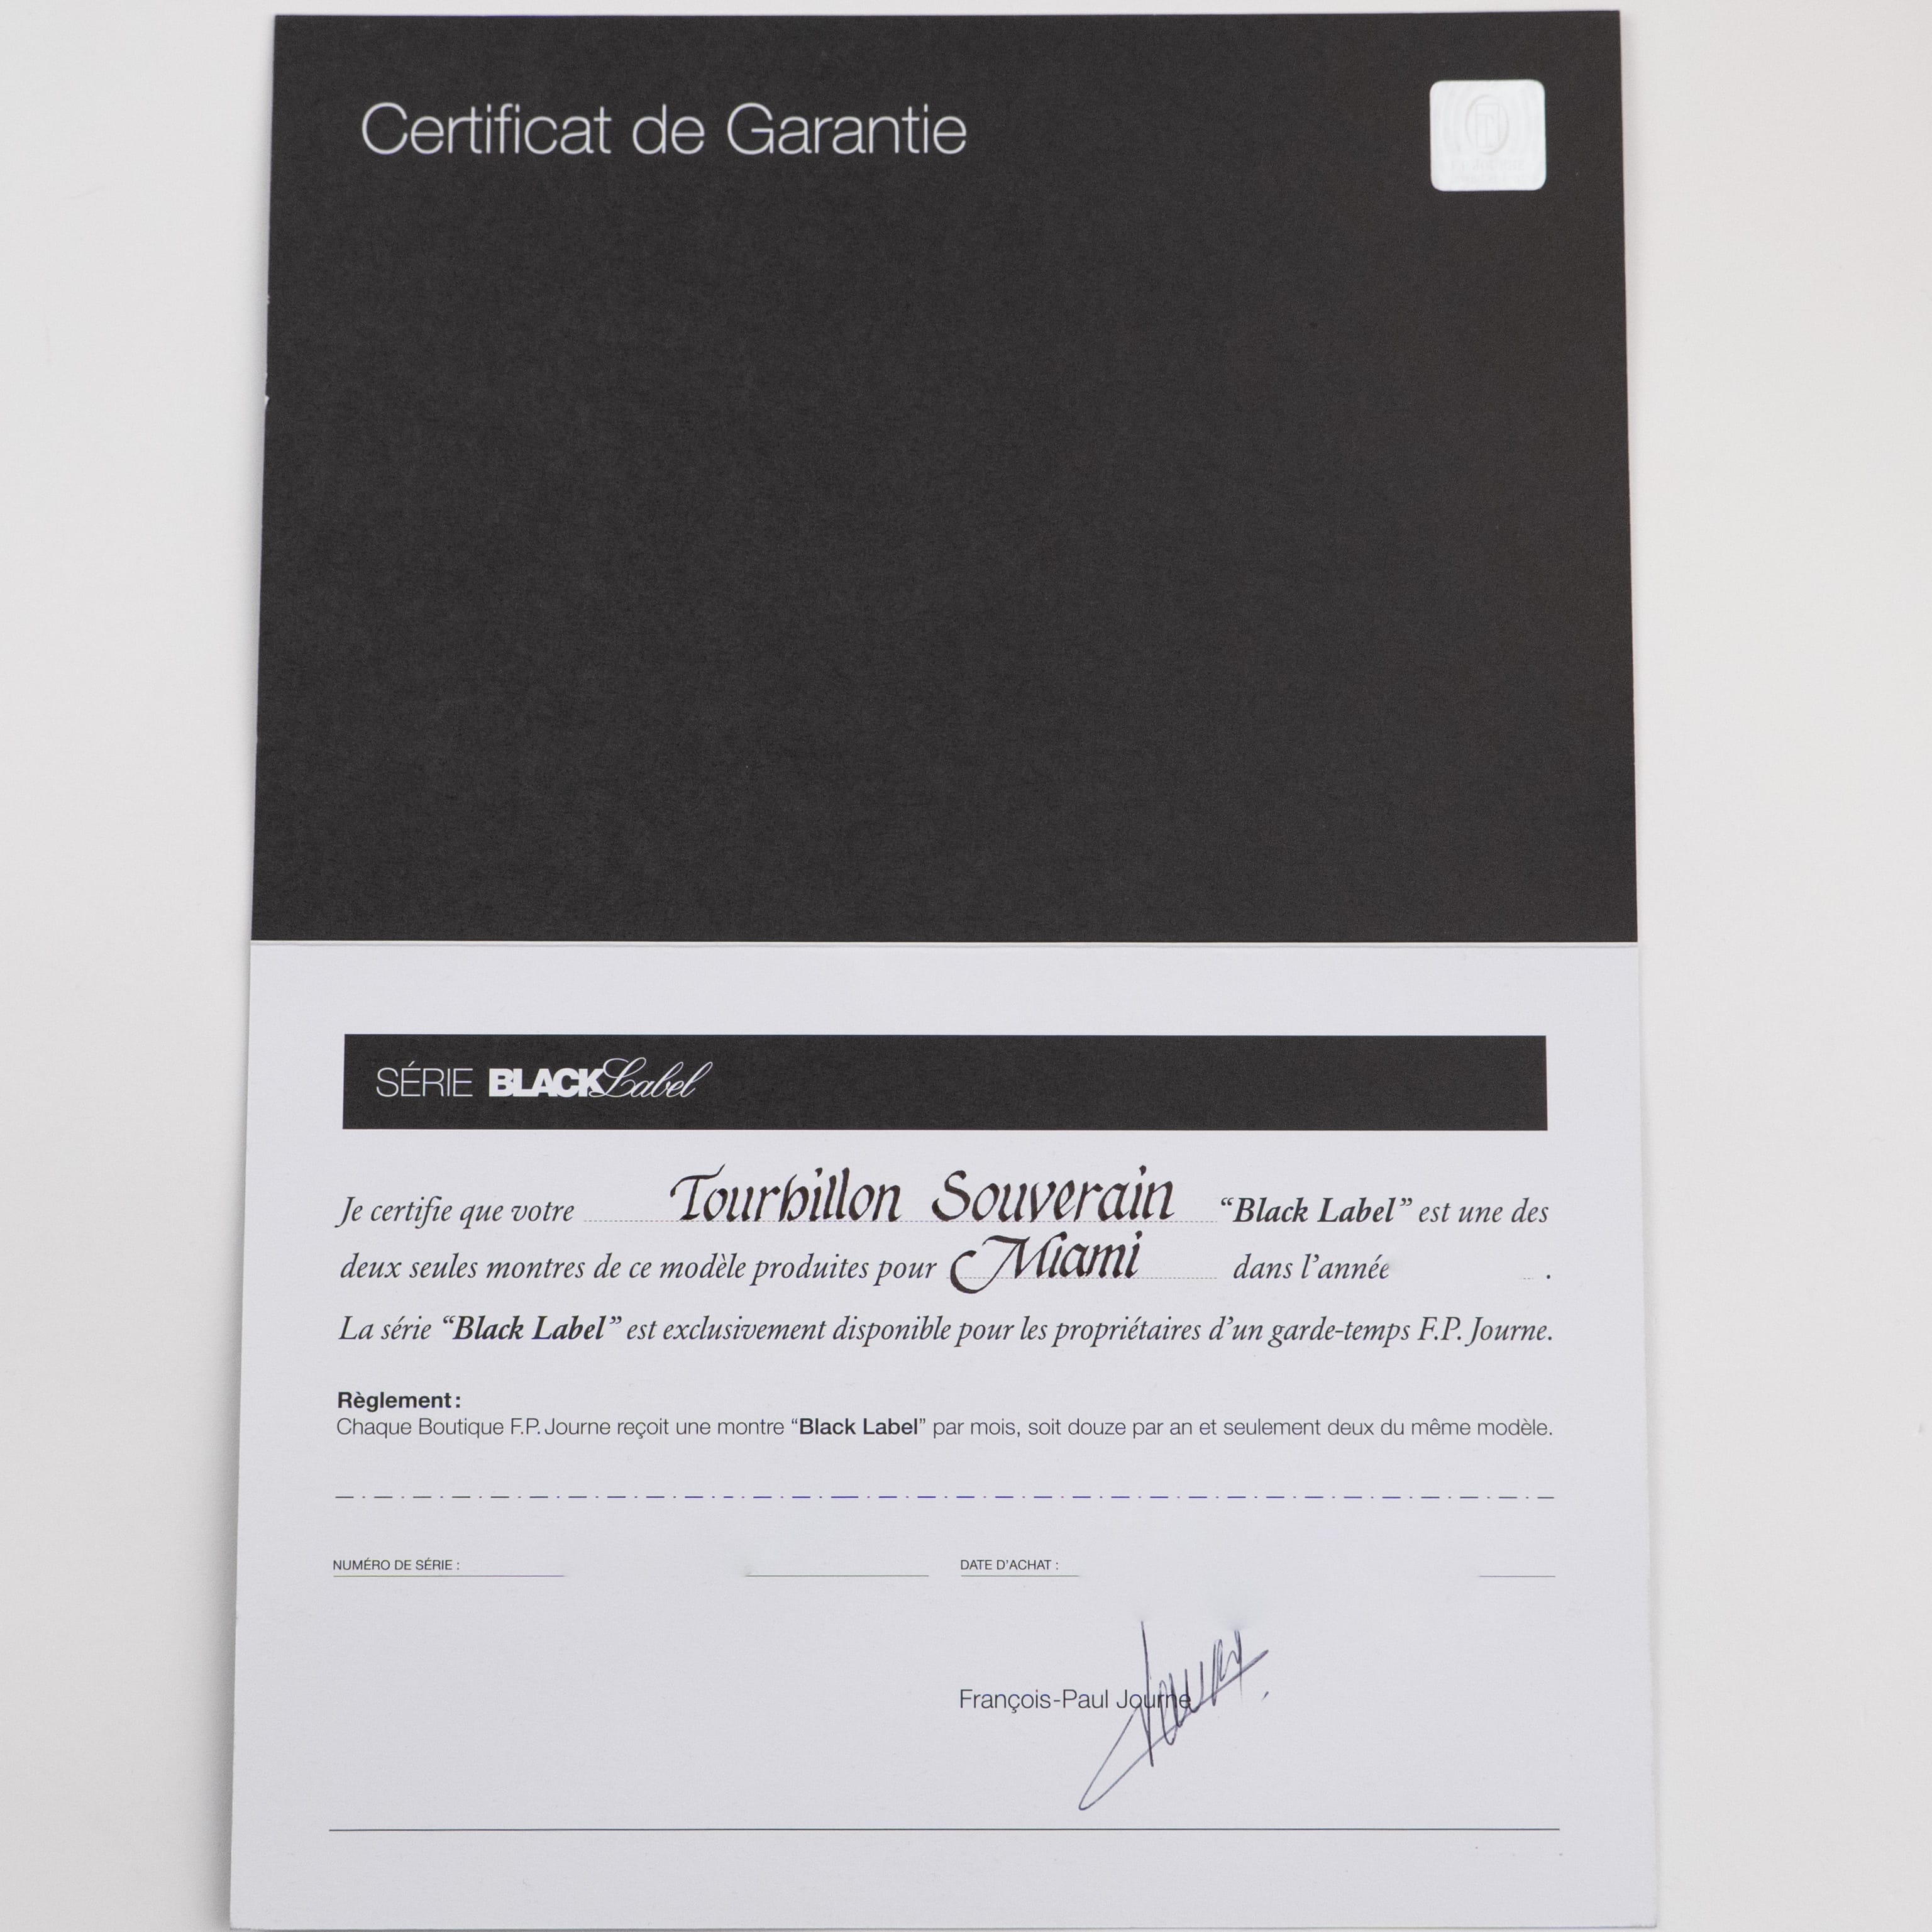 Certificat de Garantie
SÉRIE BLACKLabel
Je certifie que votre Tourbillon Souverain “Black Label” est une des
deux seules montres de ce modèle produites pour Miami dans l’année .
La série “Black Label” est exclusivement disponible pour les propriétaires d’un garde-temps F.P. Journe.
Règlement :
Chaque Boutique F.P. Journe reçoit une montre “Black Label” par mois, soit douze par an et seulement deux du même modèle.
NUMÉRO DE SÉRIE : DATE D’ACHAT :
François-Paul Journe